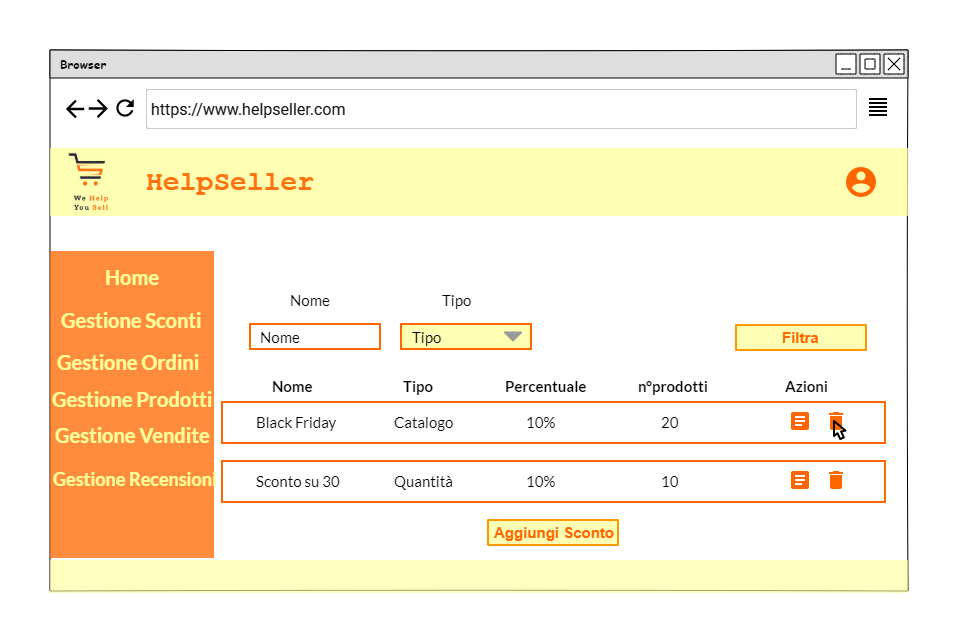 Browser
https://www.helpseller.com
We Help
You Sell
HelpSeller
Home
Gestione Sconti
Gestione Ordini
Gestione Prodotti
Gestione Vendite
Gestione Recensioni
Nome Tipo
Nome Tipo Filtra
Nome Tipo Percentuale n°prodotti Azioni
Black Friday Catalogo 10% 20
Sconto su 30 Quantità 10% 10
Aggiungi Sconto